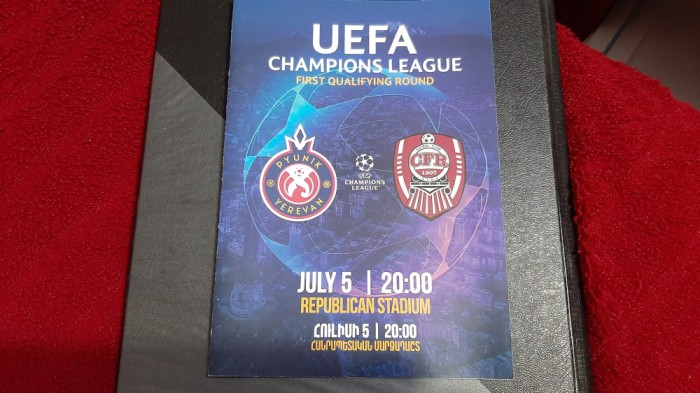 UEFA
CHAMPIONS LEAGUE
FIRST QUALIFYING ROUND
PYUNIK
YEREVAN
CHAMPIONS
LEAGUE
CFR
1907
CLUJ
JULY 5 | 20:00
REPUBLICAN STADIUM
ՀՈՒԼԻՍԻ 5 | 20:00
ՀԱՆՐԱՊԵՏԱԿԱՆ ՄԱՐԶԱԴԱՇՏ